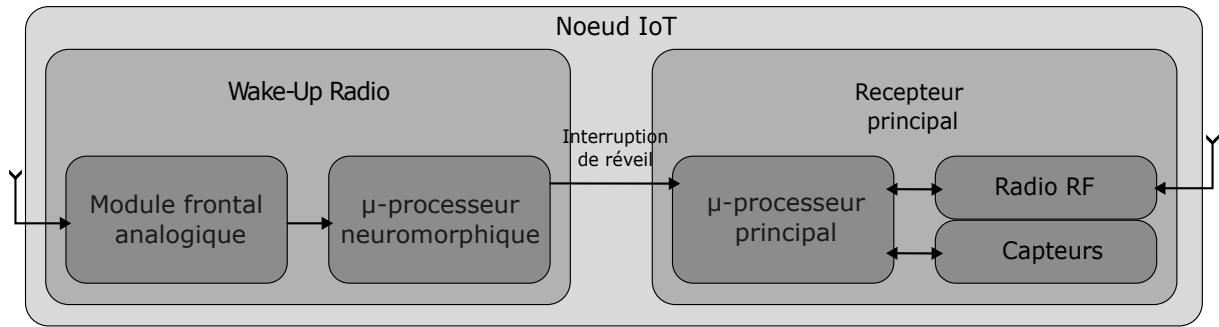 Noeud IoT
Wake-Up Radio
Module frontal
analogique
µ-processeur
neuromorphique
Interruption
de réveil
Recepteur
principal
µ-processeur
principal
Radio RF
Capteurs